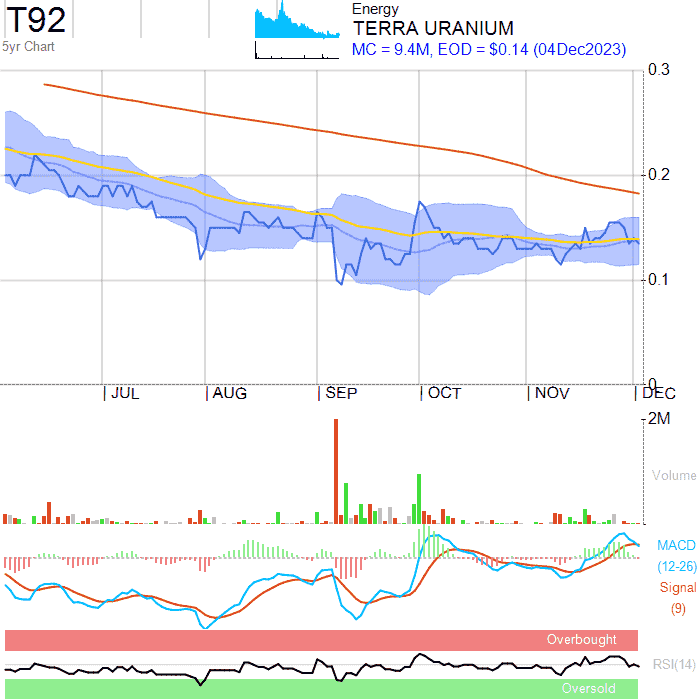 T92
5yr Chart
Energy
TERRA URANIUM
MC = 9.4M, EOD = $0.14 (04Dec2023)
0.3
0.2
0.1
0
JUL AUG SEP OCT NOV DEC
2M
Volume
MACD
(12-26)
Signal
(9)
Overbought
RSI(14)
Oversold